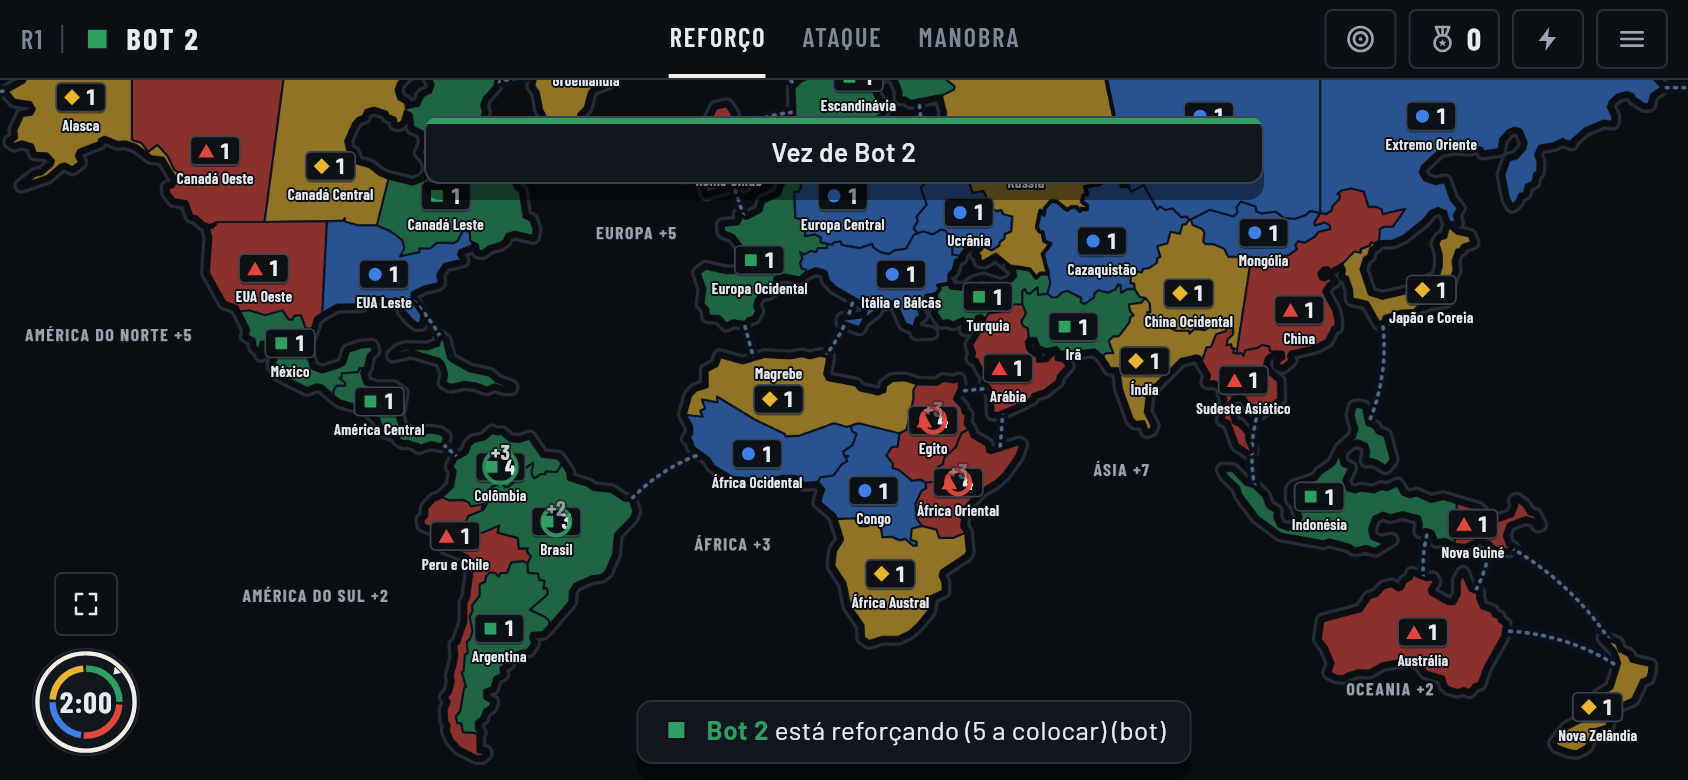 R1 BOT 2 REFORÇO ATAQUE MANOBRA 0
Vez de Bot 2
Groenlândia
Escandinávia
1
Alasca
1
Canadá Oeste
1
Canadá Central
1
Canadá Leste
1
Extremo Oriente
1
Europa Central
1
Ucrânia
Rússia
1
Cazaquistão
1
Mongólia
EUROPA +5
1
Europa Ocidental
1
EUA Oeste
1
EUA Leste
1
Itália e Bálcãs
1
Turquia
1
Irã
1
China Ocidental
1
China
1
Japão e Coreia
AMÉRICA DO NORTE +5
1
México
1
América Central
Magrebe
1
1
Arábia
1
Índia
1
Sudeste Asiático
+3
4
Egito
1
África Ocidental
ÁSIA +7
+3
4
Colômbia
+2
3
Brasil
1
Peru e Chile
1
Congo
+3
4
África Oriental
1
Indonésia
1
Nova Guiné
ÁFRICA +3
1
África Austral
AMÉRICA DO SUL +2
1
Argentina
1
Austrália
OCEANIA +2
1
Nova Zelândia
2:00
Bot 2 está reforçando (5 a colocar) (bot)